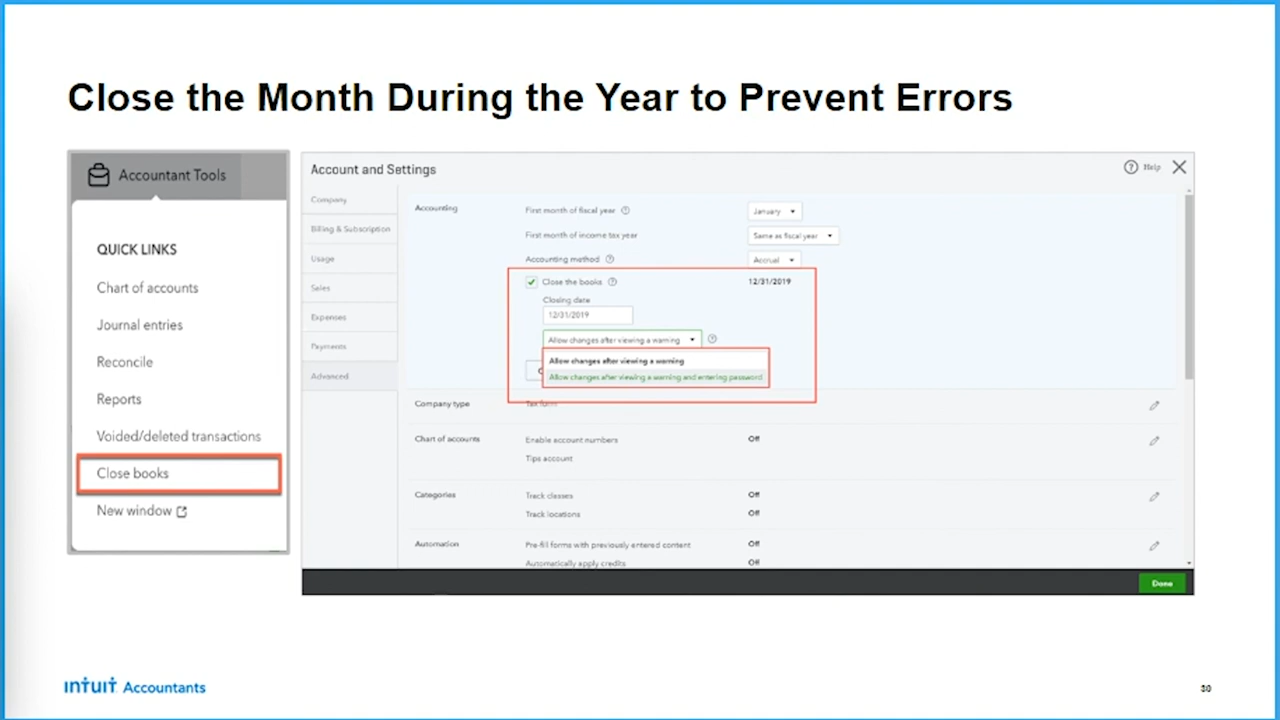 Close the Month During the Year to Prevent Errors
Accountant Tools
QUICK LINKS
Chart of accounts
Journal entries
Reconcile
Reports
Voided/deleted transactions
Close books
New window
Account and Settings
Help
Company
Billing & Subscription
Usage
Sales
Expenses
Payments
Advanced
Accounting
First month of fiscal year
January
First month of income tax year
Same as fiscal year
Accounting method
Accrual
Close the books
12/31/2019
Closing date
12/31/2019
Allow changes after viewing a warning
Allow changes after viewing a warning
Allow changes after viewing a warning and entering password
Company type
Tax form
Chart of accounts
Enable account numbers
Off
Tips account
Categories
Track classes
Off
Track locations
Off
Automation
Pre-fill forms with previously entered content
Off
Automatically apply credits
Off
Done
INTUIT Accountants
30